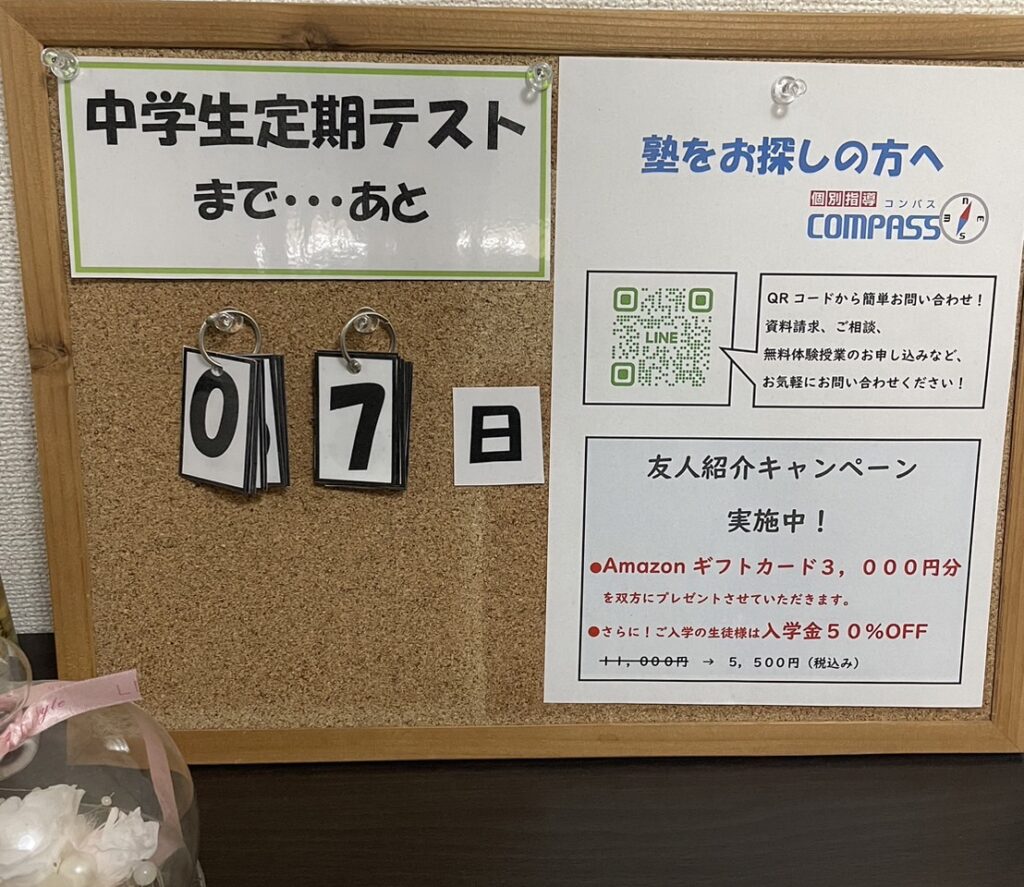 中学生定期テスト
まで・・・あと
07日
塾をお探しの方へ
個別指導 コンパス
COMPASS
N
E
S
W
LINE
QRコードから簡単お問い合わせ！
資料請求、ご相談、
無料体験授業のお申し込みなど、
お気軽にお問い合わせください！
友人紹介キャンペーン
実施中！
●Amazon ギフトカード３，０００円分
を双方にプレゼントさせていただきます。
●さらに！ご入学の生徒様は入学金５０％OFF
１１，０００円 → ５，５００円（税込み）